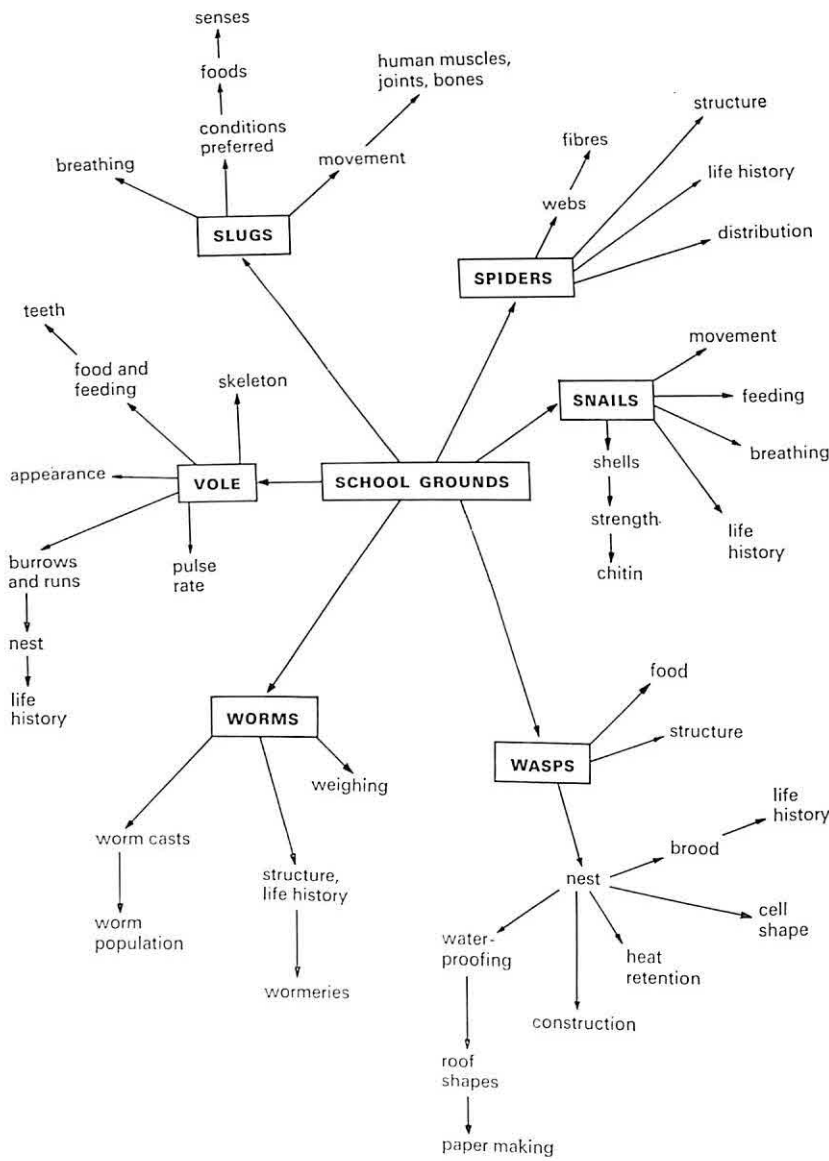 senses
foods
conditions
preferred
breathing
human muscles,
joints, bones
movement
SLUGS
structure
fibres
life history
webs
distribution
SPIDERS
teeth
food and
feeding
skeleton
appearance
VOLE
burrows
and runs
pulse
rate
nest
life
history
SCHOOL GROUNDS
movement
SNAILS
feeding
breathing
shells
strength
chitin
life
history
WORMS
weighing
worm casts
worm
population
structure,
life history
wormeries
food
structure
WASPS
life
history
brood
nest
cell
shape
water-
proofing
heat
retention
construction
roof
shapes
paper making